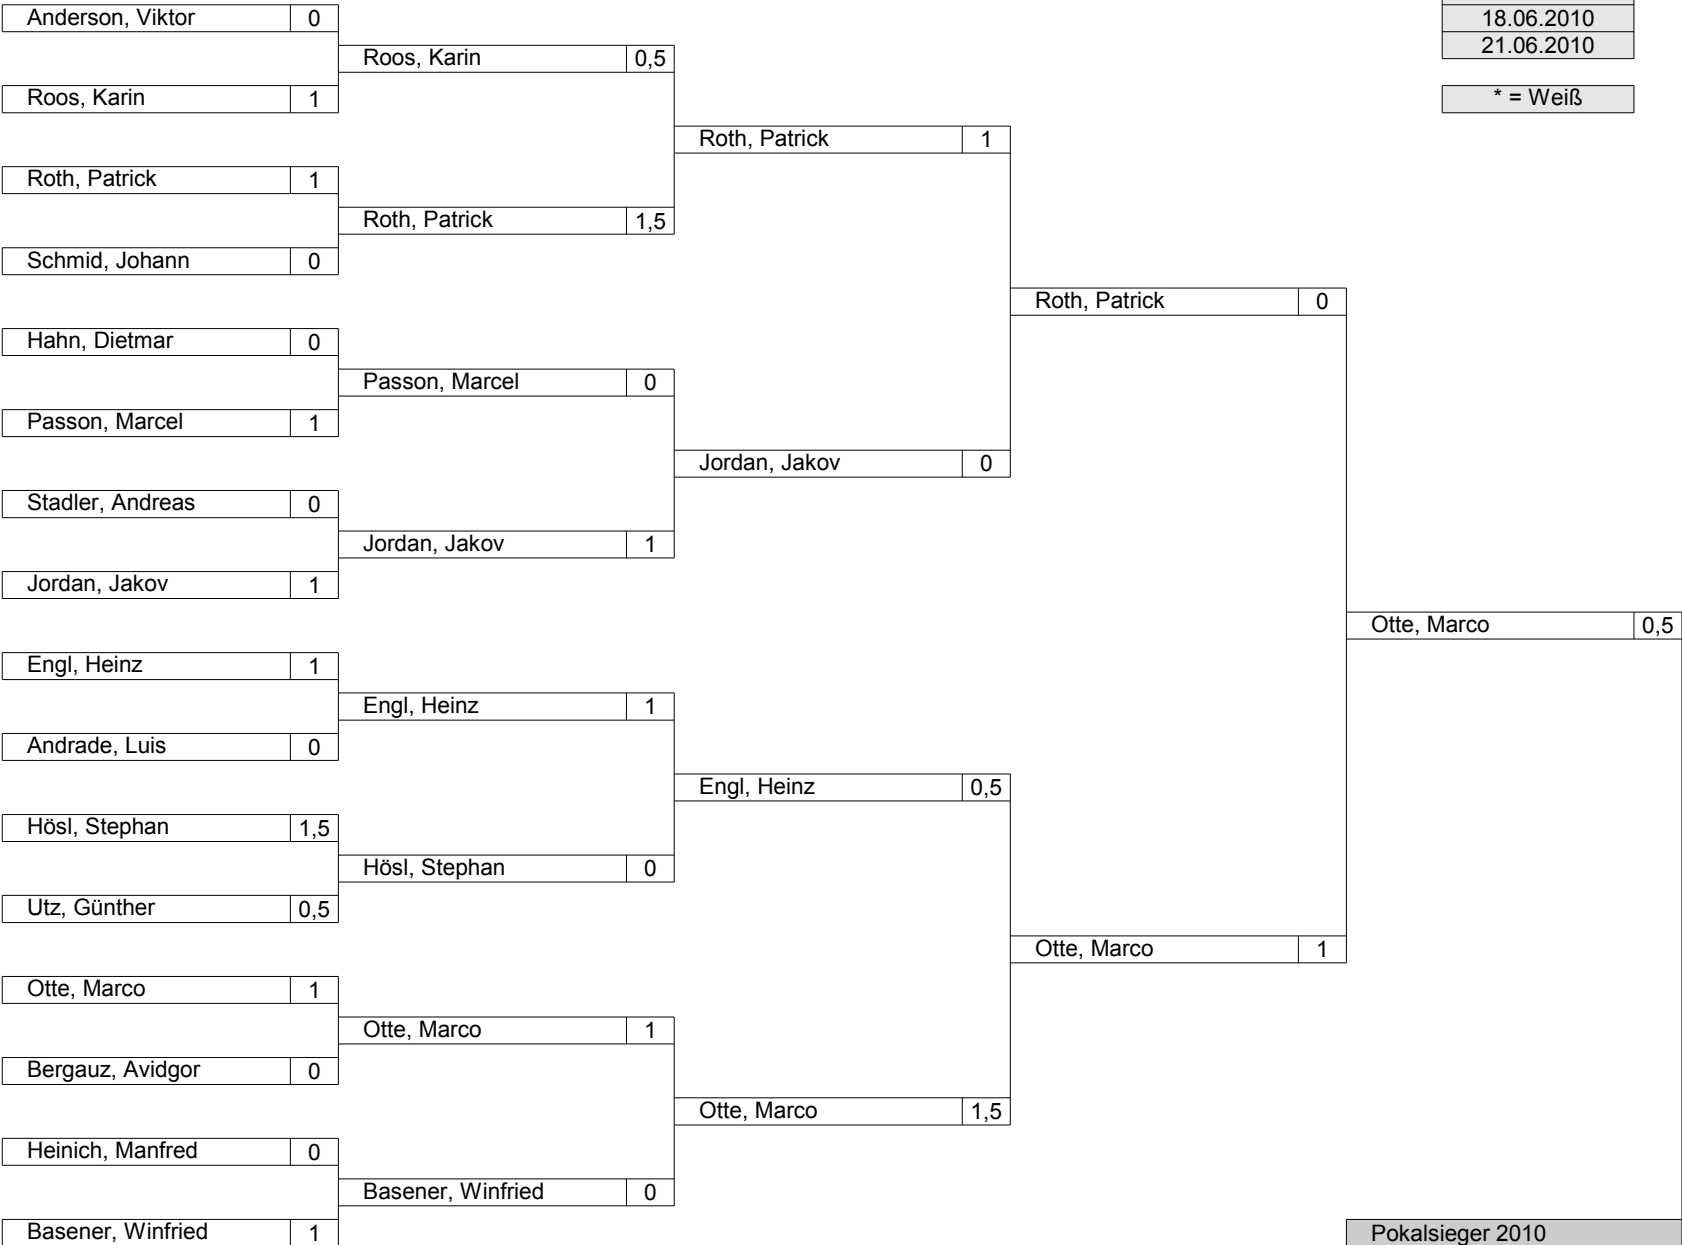 Anderson, Viktor 0
18.06.2010
21.06.2010
Roos, Karin 0,5
Roos, Karin 1
* = Weiß
Roth, Patrick 1
Roth, Patrick 1
Roth, Patrick 1,5
Schmid, Johann 0
Roth, Patrick 0
Hahn, Dietmar 0
Passon, Marcel 0
Passon, Marcel 1
Jordan, Jakov 0
Stadler, Andreas 0
Jordan, Jakov 1
Jordan, Jakov 1
Otte, Marco 0,5
Engl, Heinz 1
Engl, Heinz 1
Andrade, Luis 0
Engl, Heinz 0,5
Hösl, Stephan 1,5
Hösl, Stephan 0
Utz, Günther 0,5
Otte, Marco 1
Otte, Marco 1
Otte, Marco 1
Bergauz, Avidgor 0
Otte, Marco 1,5
Heinich, Manfred 0
Basener, Winfried 0
Basener, Winfried 1
Pokalsieger 2010